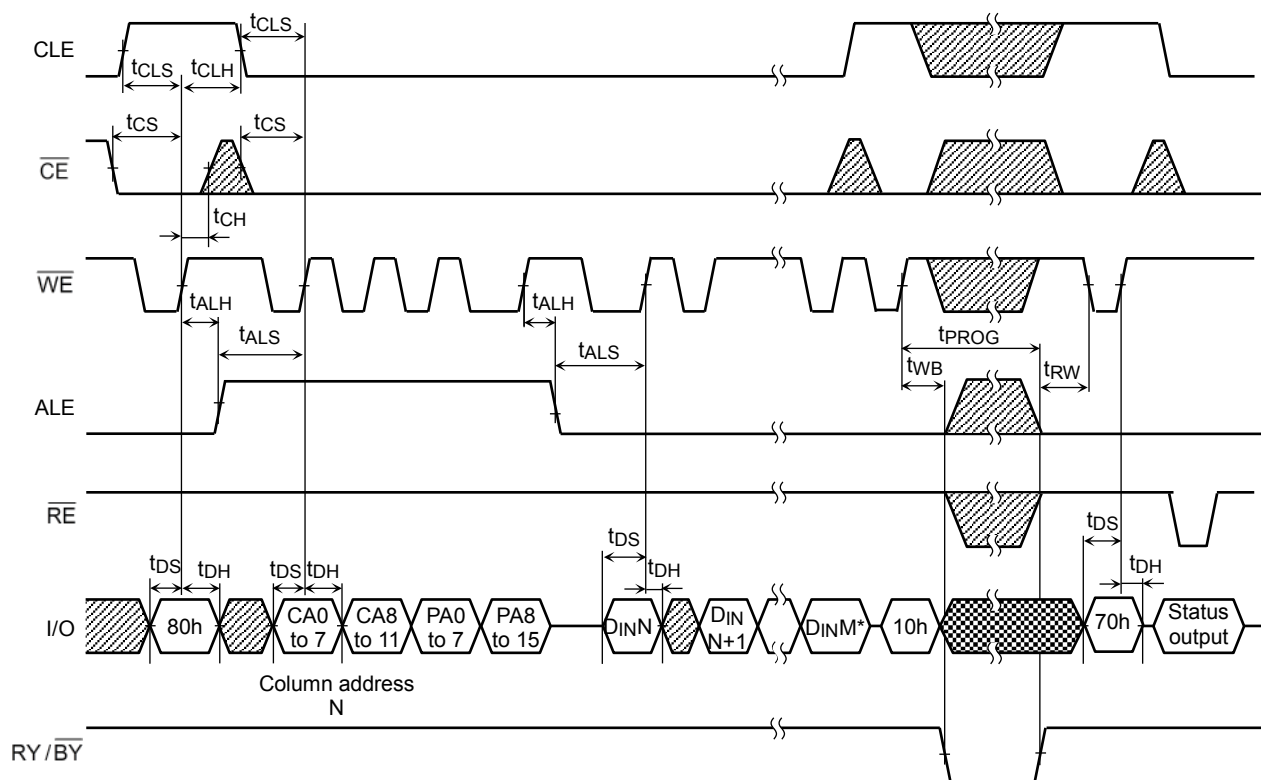 tCLS
CLE
tCLS tCLH
tCS tCS
CE
tCH
WE
tALH tALH
tALS tALS
tPROG
tWB tRW
ALE
RE
tDS tDH tDS tDH tDS tDH tDS tDH
I/O
80h
CA0 to 7
CA8 to 11
PA0 to 7
PA8 to 15
DINN
DIN N+1
DINM*
10h
70h
Status output
Column address
N
RY/BY